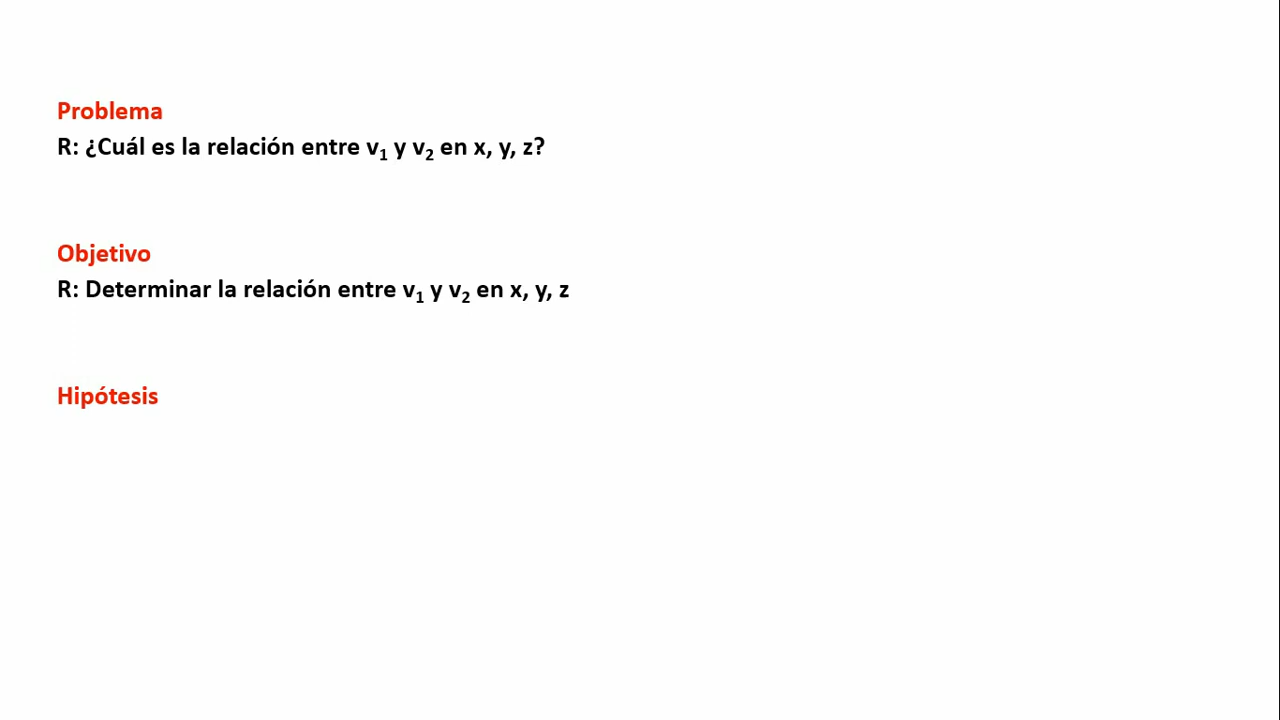 Problema
R: ¿Cuál es la relación entre v₁ y v₂ en x, y, z?
Objetivo
R: Determinar la relación entre v₁ y v₂ en x, y, z
Hipótesis